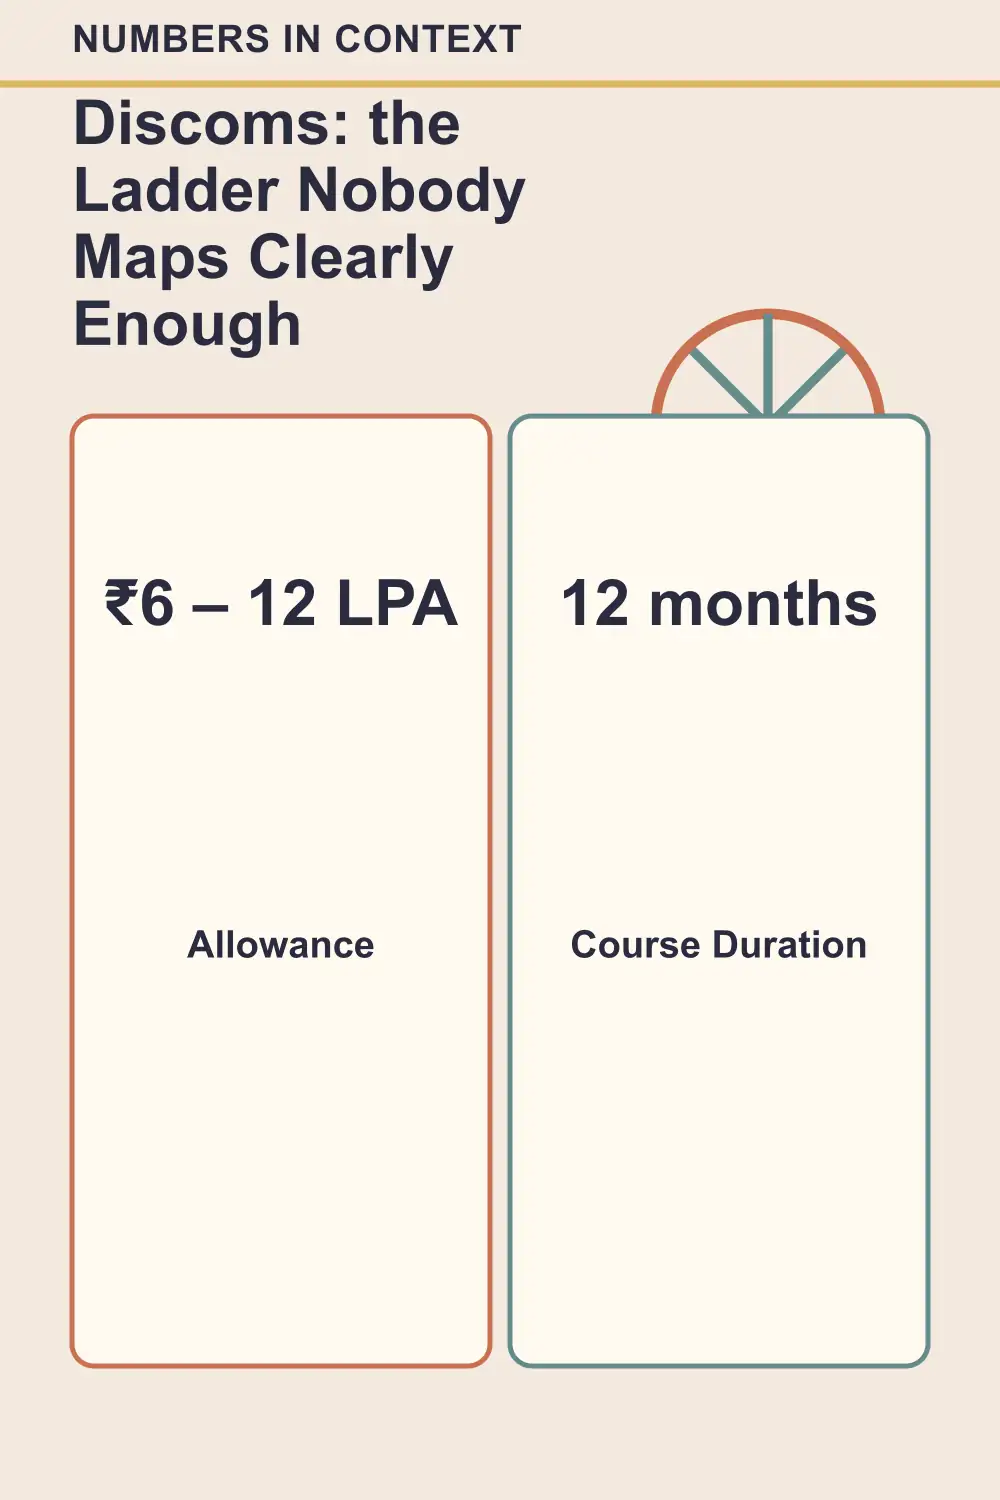 NUMBERS IN CONTEXT
Discoms: the
Ladder Nobody
Maps Clearly
Enough
₹6 – 12 LPA
12 months
Allowance
Course Duration